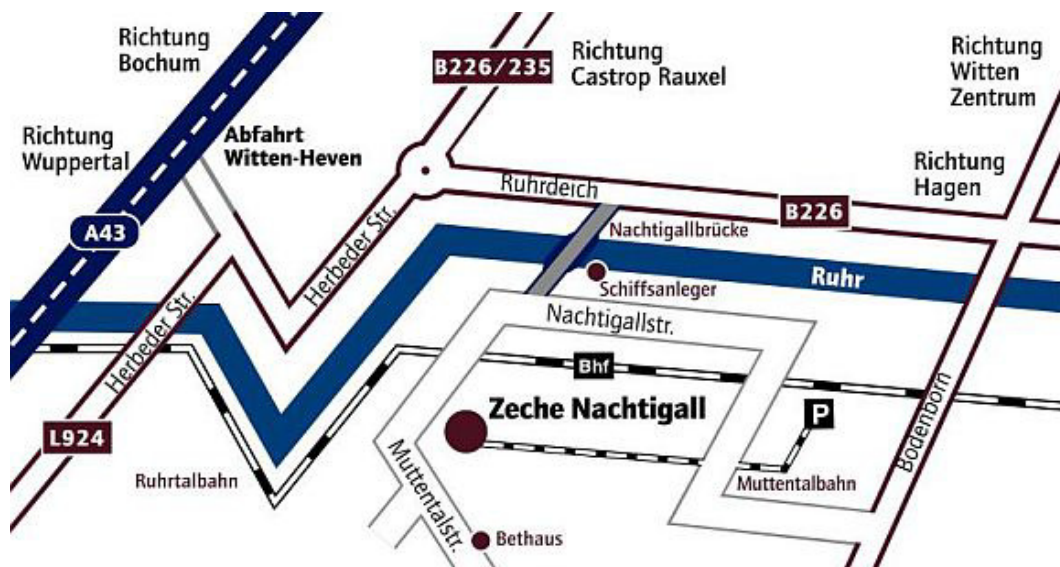 Richtung
Bochum
B226/235
Richtung
Castrop Rauxel
Richtung
Witten
Zentrum
Richtung
Wuppertal
Abfahrt
Witten-Heven
Richtung
Hagen
Ruhrdeich
B226
A43
Herbeder Str.
Nachtigallbrücke
Ruhr
Schiffsanleger
Herbeder Str.
Nachtigallstr.
Bhf
Zeche Nachtigall
P
Bodenborn
L924
Ruhrtalbahn
Muttentalstr.
Muttentalbahn
Bethaus